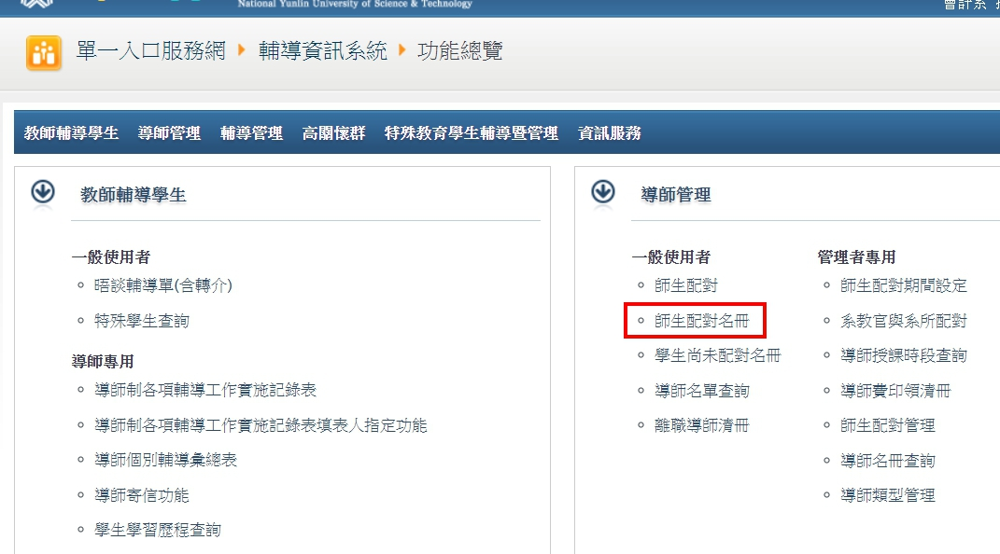 National Yunlin University of Science & Technology
會計系
單一入口服務網 輔導資訊系統 功能總覽
教師輔導學生 導師管理 輔導管理 高關懷群 特殊教育學生輔導暨管理 資訊服務
教師輔導學生
一般使用者
晤談輔導單(含轉介)
特殊學生查詢
導師專用
導師制各項輔導工作實施記錄表
導師制各項輔導工作實施記錄表填表人指定功能
導師個別輔導彙總表
導師寄信功能
學生學習歷程查詢
導師管理
一般使用者
師生配對
師生配對名冊
學生尚未配對名冊
導師名單查詢
離職導師清冊
管理者專用
師生配對期間設定
系教官與系所配對
導師授課時段查詢
導師費印領清冊
師生配對管理
導師名冊查詢
導師類型管理